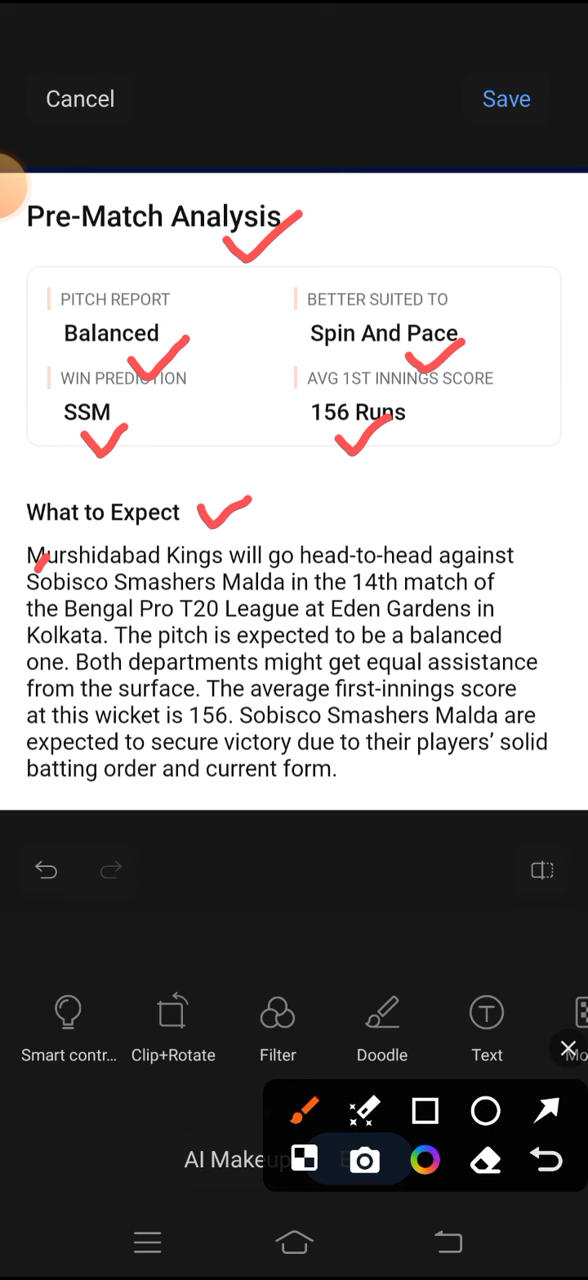 Cancel
Save
Pre-Match Analysis
PITCH REPORT
BETTER SUITED TO
Balanced
Spin And Pace
WIN PREDICTION
AVG 1ST INNINGS SCORE
SSM
156 Runs
What to Expect
Murshidabad Kings will go head-to-head against
Sobisco Smashers Malda in the 14th match of
the Bengal Pro T20 League at Eden Gardens in
Kolkata. The pitch is expected to be a balanced
one. Both departments might get equal assistance
from the surface. The average first-innings score
at this wicket is 156. Sobisco Smashers Malda are
expected to secure victory due to their players’ solid
batting order and current form.
Smart contr...
Clip+Rotate
Filter
Doodle
Text
AI Makeup